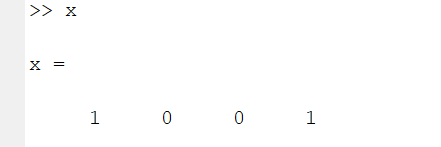 >> x
x =
1 0 0 1